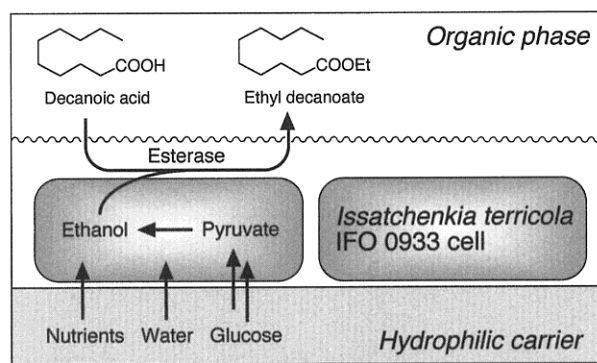 Organic phase
COOH
COOEt
Decanoic acid
Ethyl decanoate
Esterase
Ethanol
Pyruvate
Issatchenkia terricola
IFO 0933 cell
Nutrients
Water
Glucose
Hydrophilic carrier